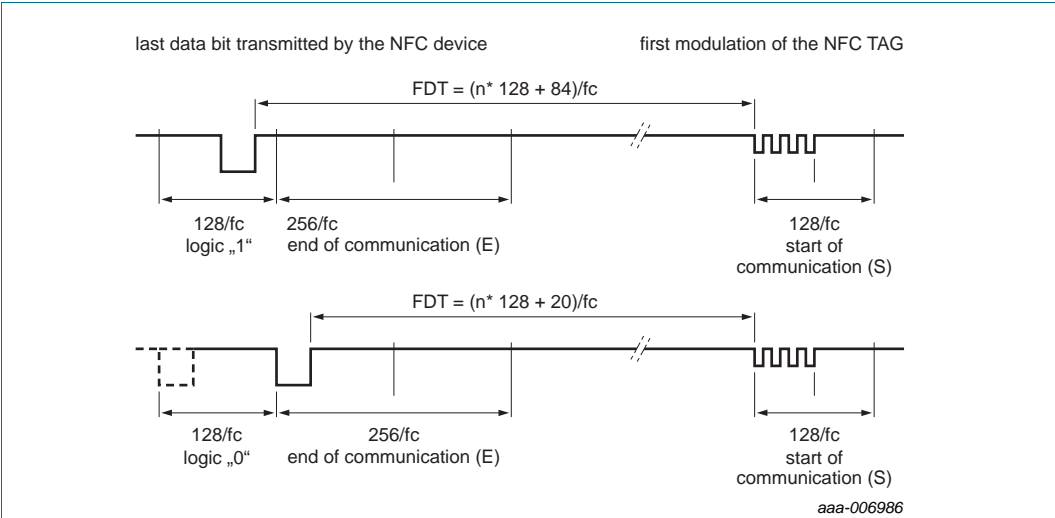 last data bit transmitted by the NFC device
first modulation of the NFC TAG
FDT = (n* 128 + 84)/fc
128/fc
logic „1“
256/fc
end of communication (E)
128/fc
start of
communication (S)
FDT = (n* 128 + 20)/fc
128/fc
logic „0“
256/fc
end of communication (E)
128/fc
start of
communication (S)
aaa-006986